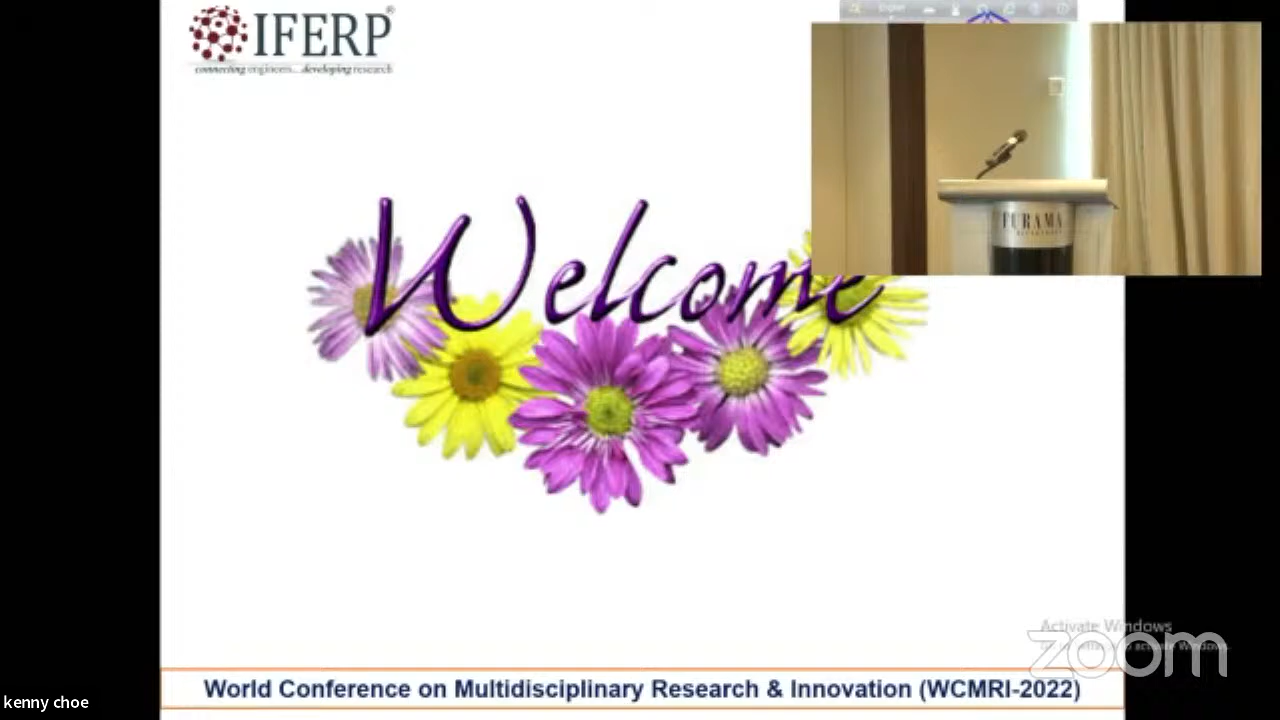 IFERP®
connecting engineers... developing research
Welcome
FURAMA
Activate Windows
zoom
World Conference on Multidisciplinary Research & Innovation (WCMRI-2022)
kenny choe